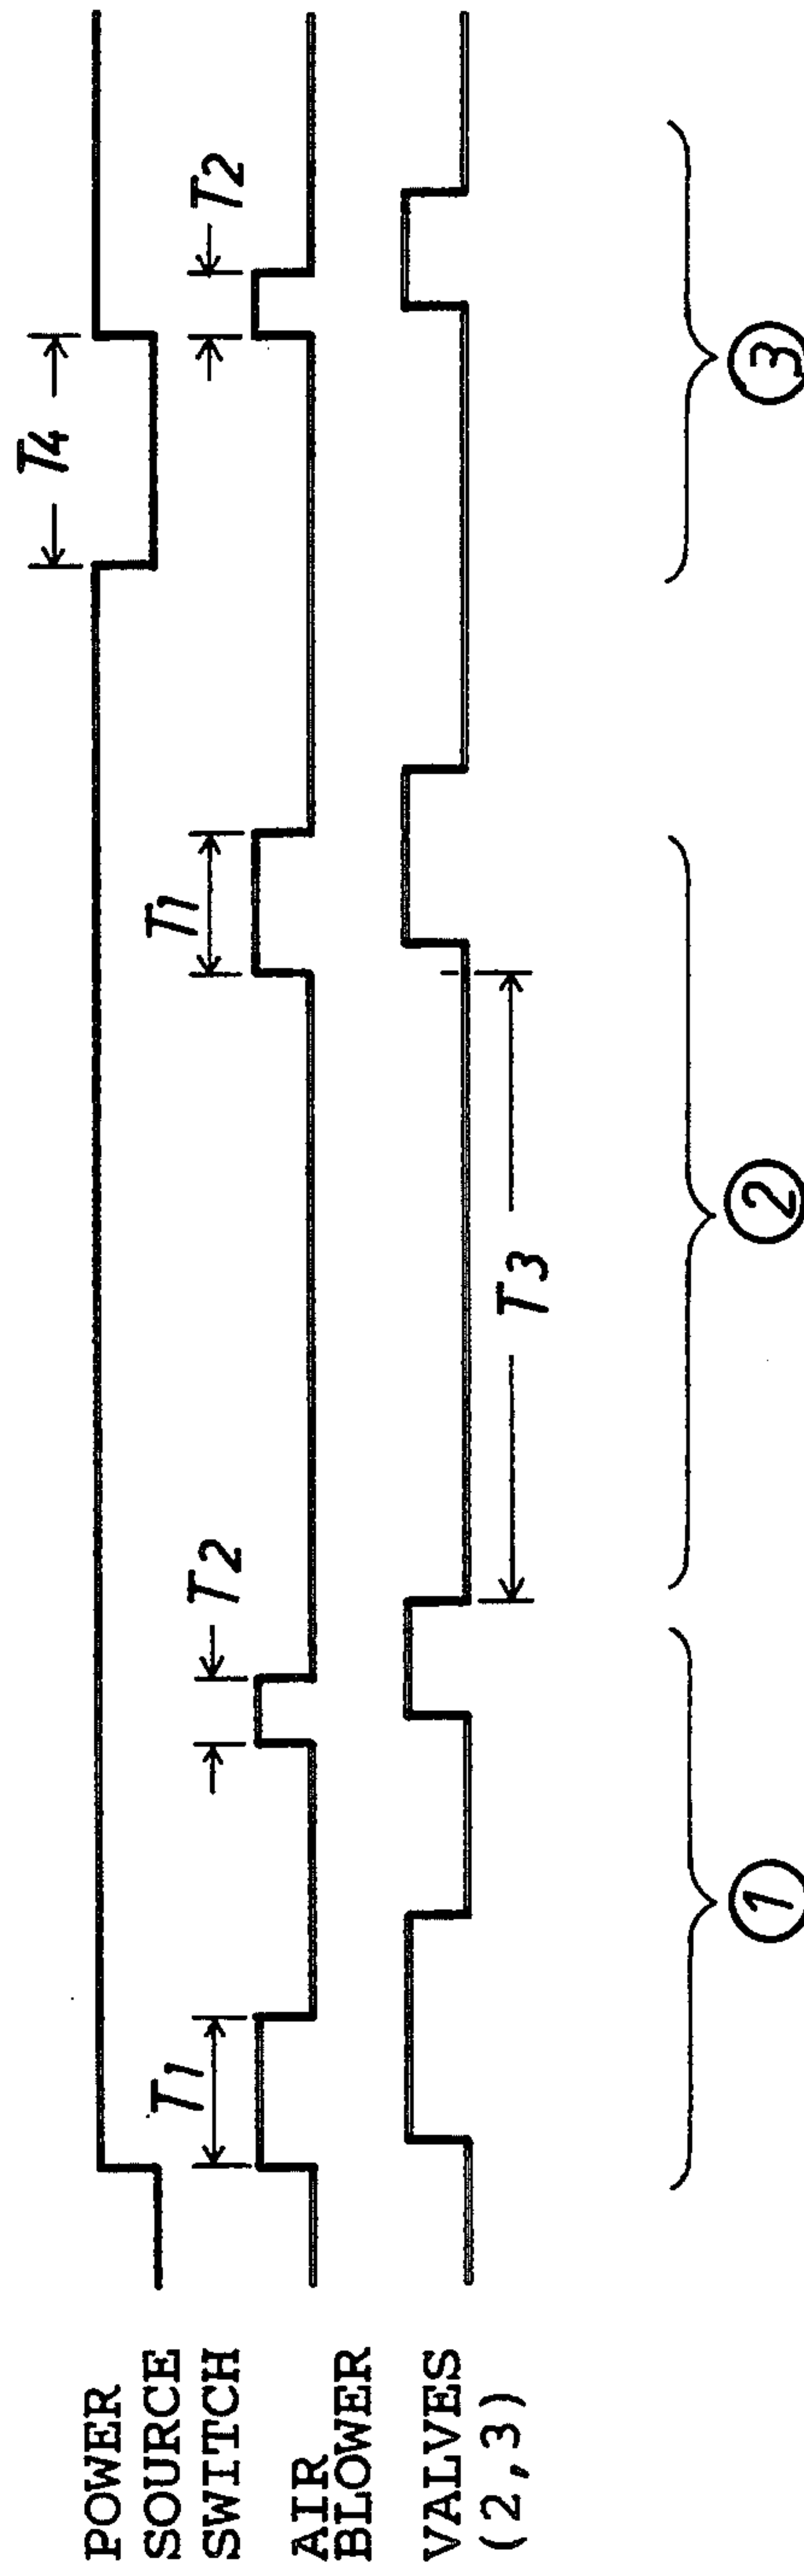 POWER
SOURCE
SWITCH
AIR
BLOWER
VALVES
(2,3)
T1
T2
T1
T4
T2
T3
①
②
③